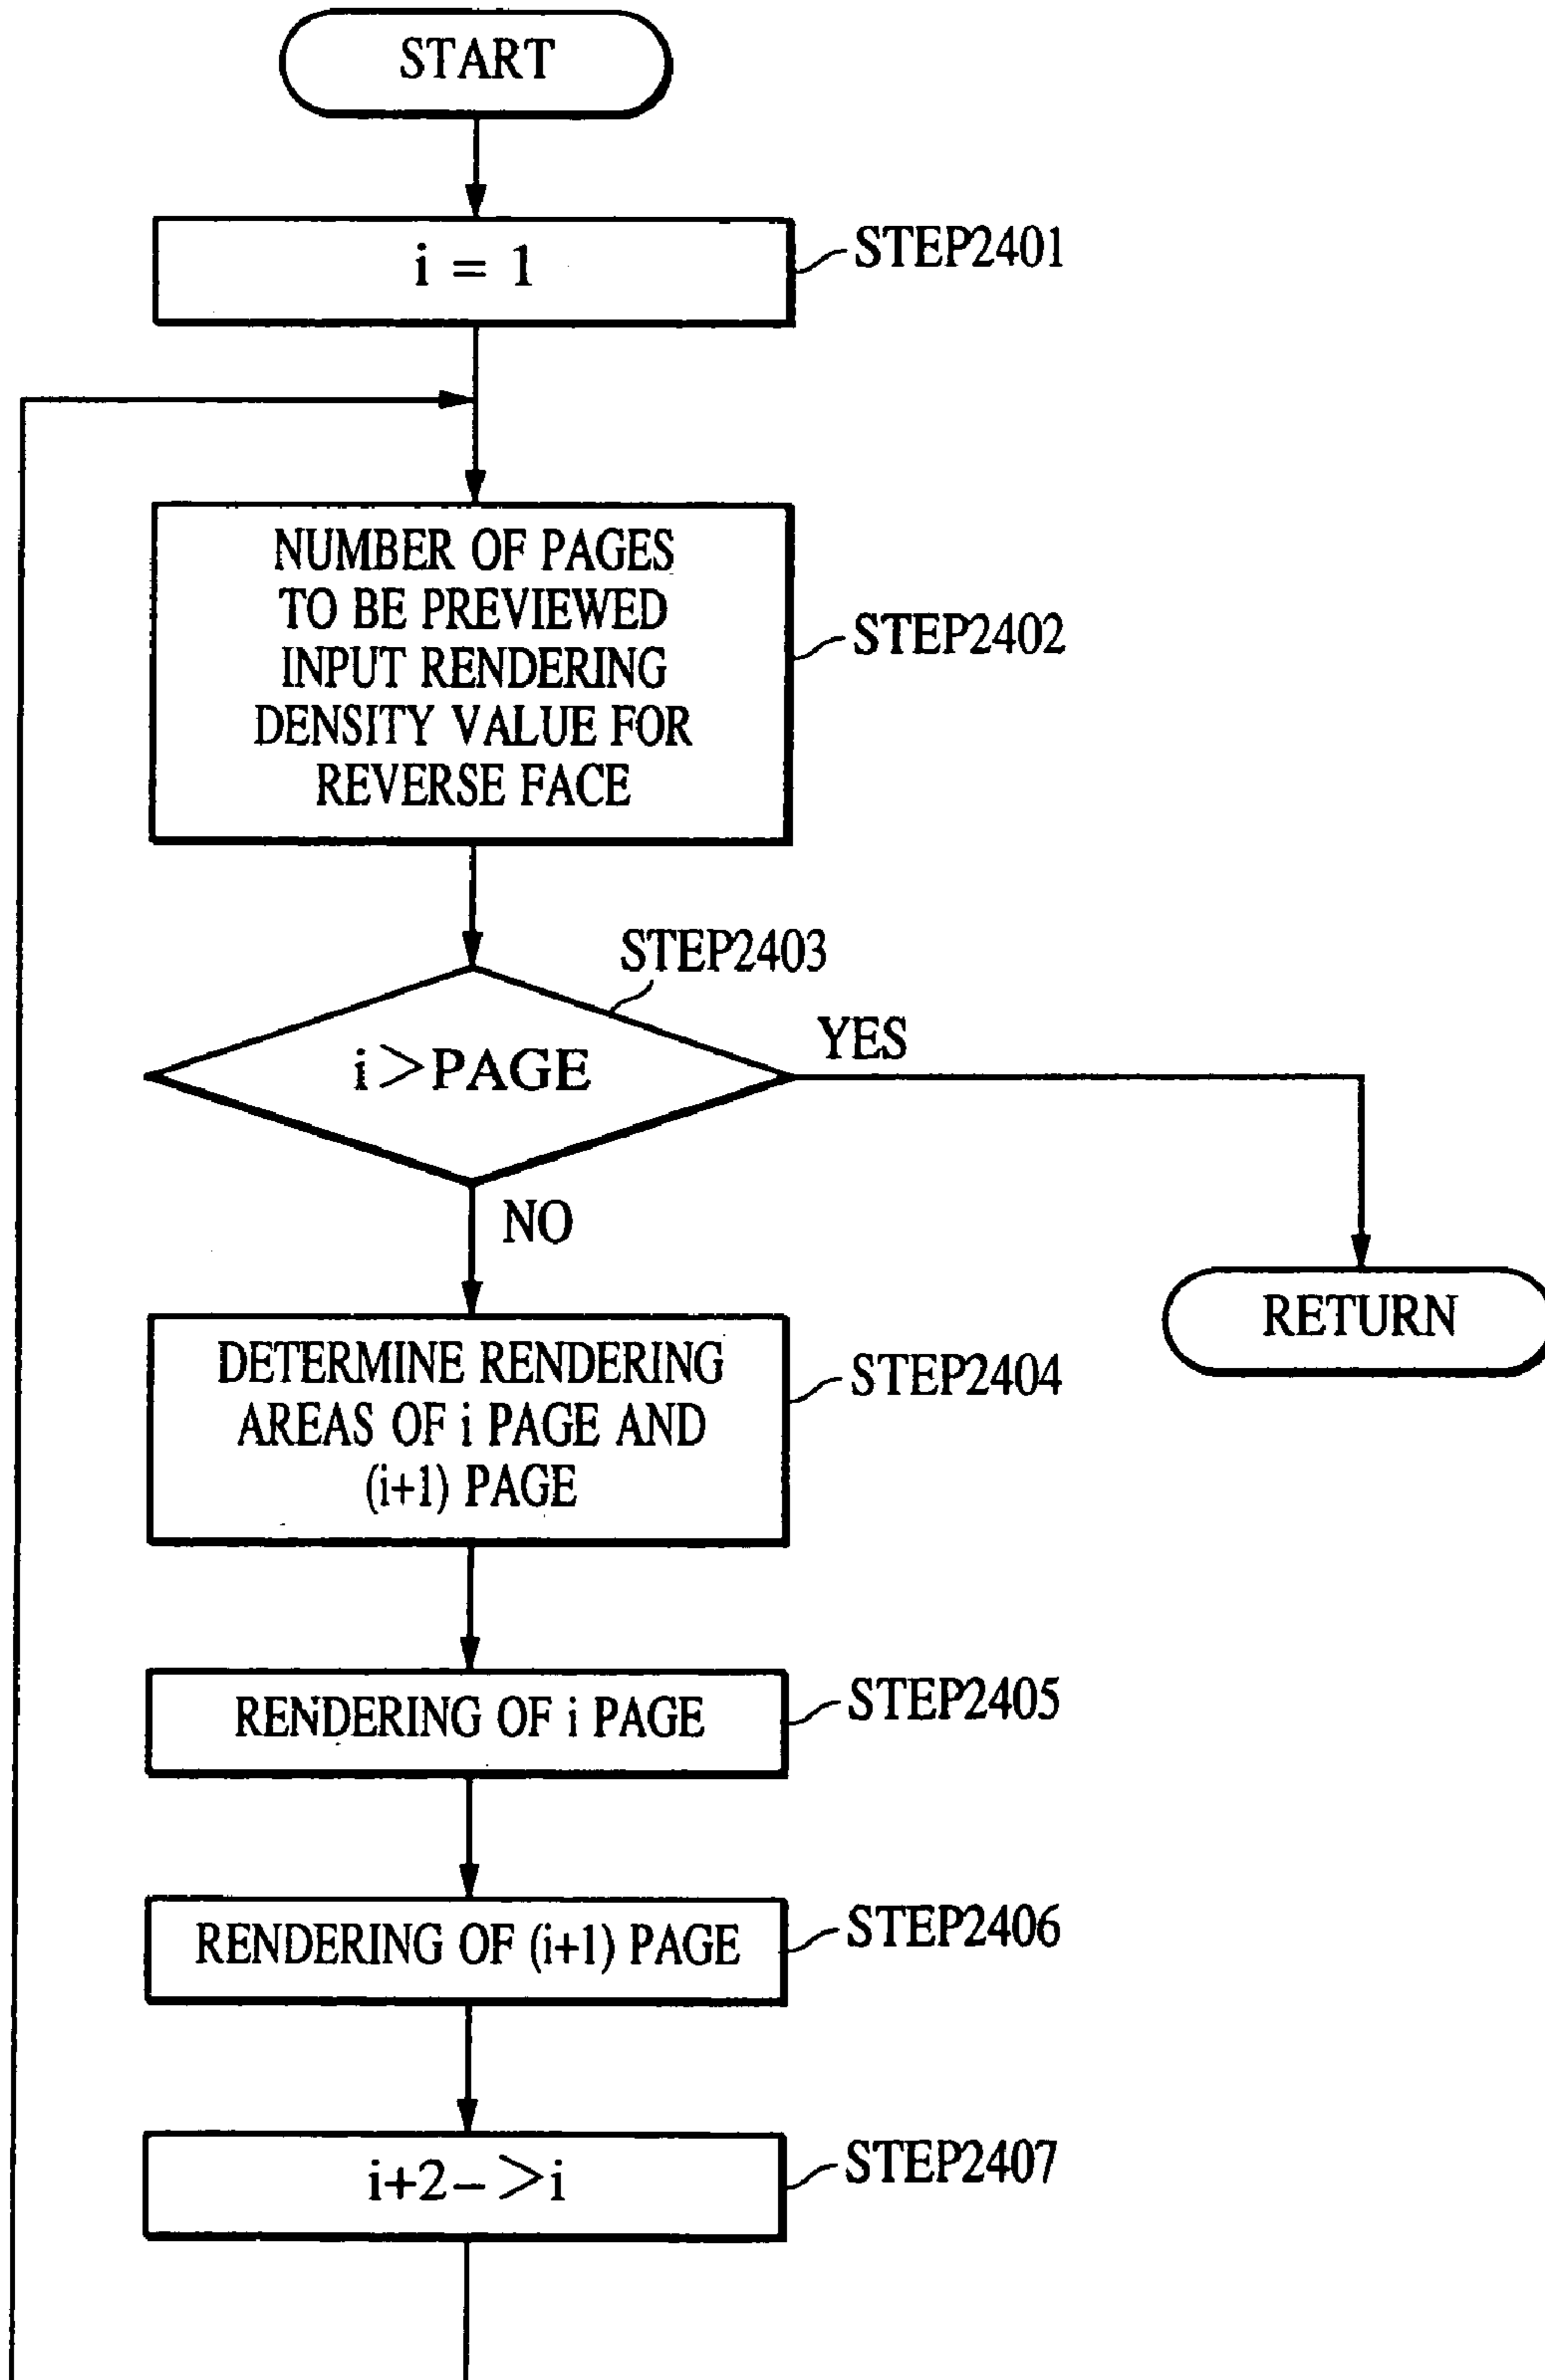 START
i = 1
STEP2401
NUMBER OF PAGES
TO BE PREVIEWED
INPUT RENDERING
DENSITY VALUE FOR
REVERSE FACE
STEP2402
STEP2403
i >PAGE
YES
NO
RETURN
DETERMINE RENDERING
AREAS OF i PAGE AND
(i+1) PAGE
STEP2404
RENDERING OF i PAGE
STEP2405
RENDERING OF (i+1) PAGE
STEP2406
i+2– >i
STEP2407